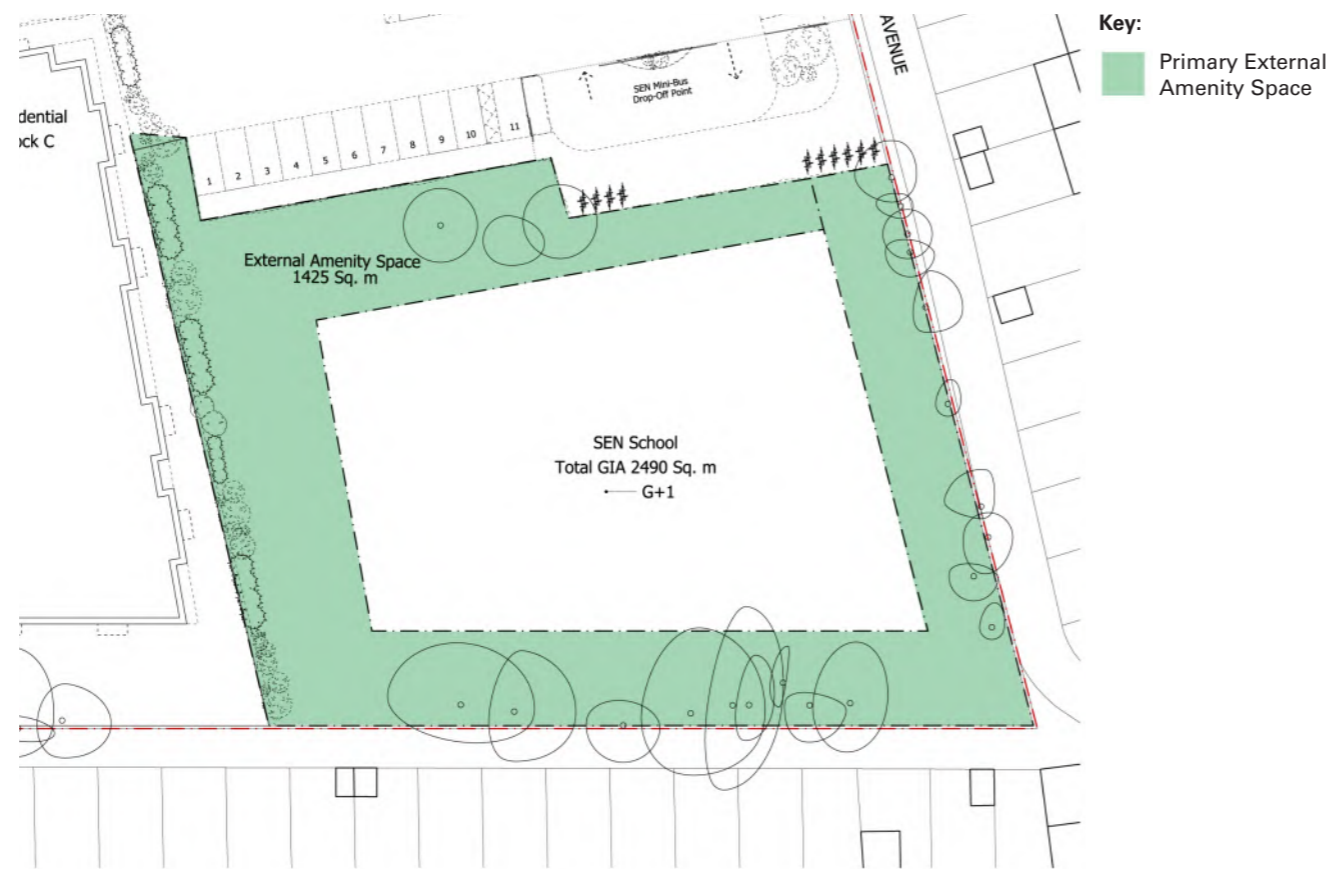 Key:
Primary External
Amenity Space
AVENUE
SEN Mini-Bus
Drop-Off Point
dential
ock C
1
2
3
4
5
6
7
8
9
10
11
External Amenity Space
1425 Sq. m
SEN School
Total GIA 2490 Sq. m
G+1